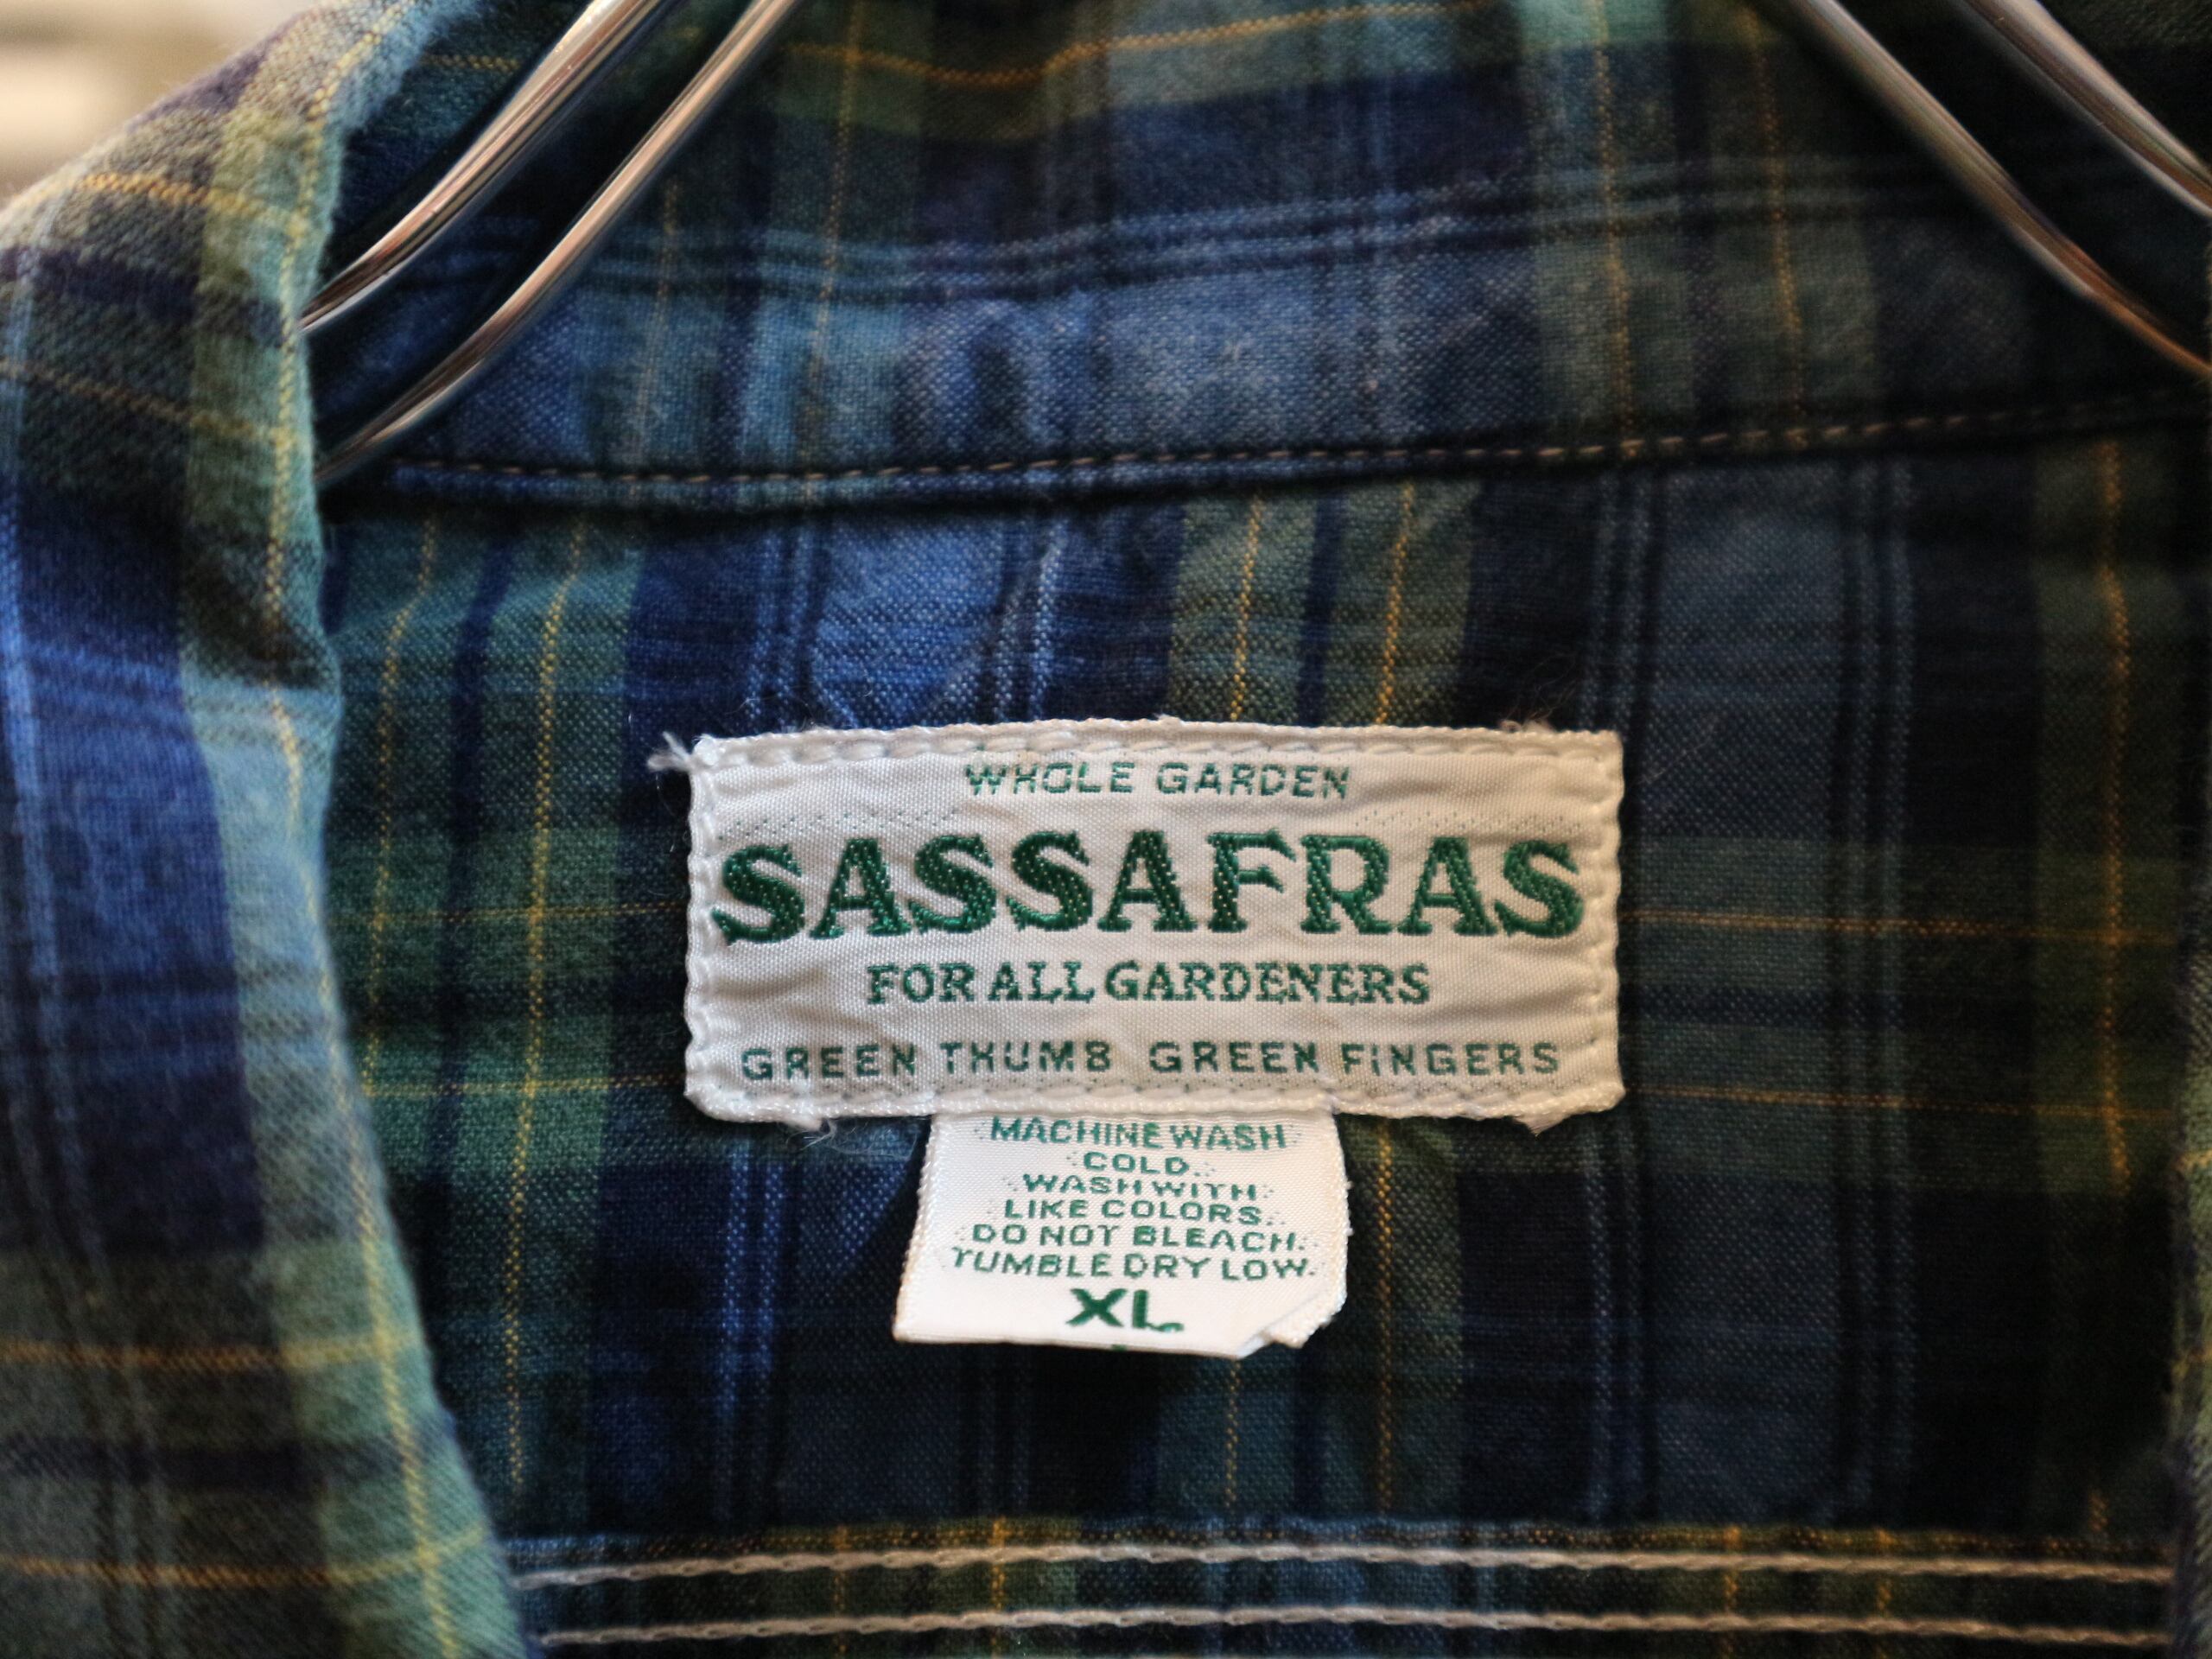 WHOLE GARDEN
SASSAFRAS
FOR ALL GARDENERS
GREEN THUMB GREEN FINGERS
MACHINE WASH
COLD.
WASH WITH
LIKE COLORS.
DO NOT BLEACH.
TUMBLE DRY LOW.
XL